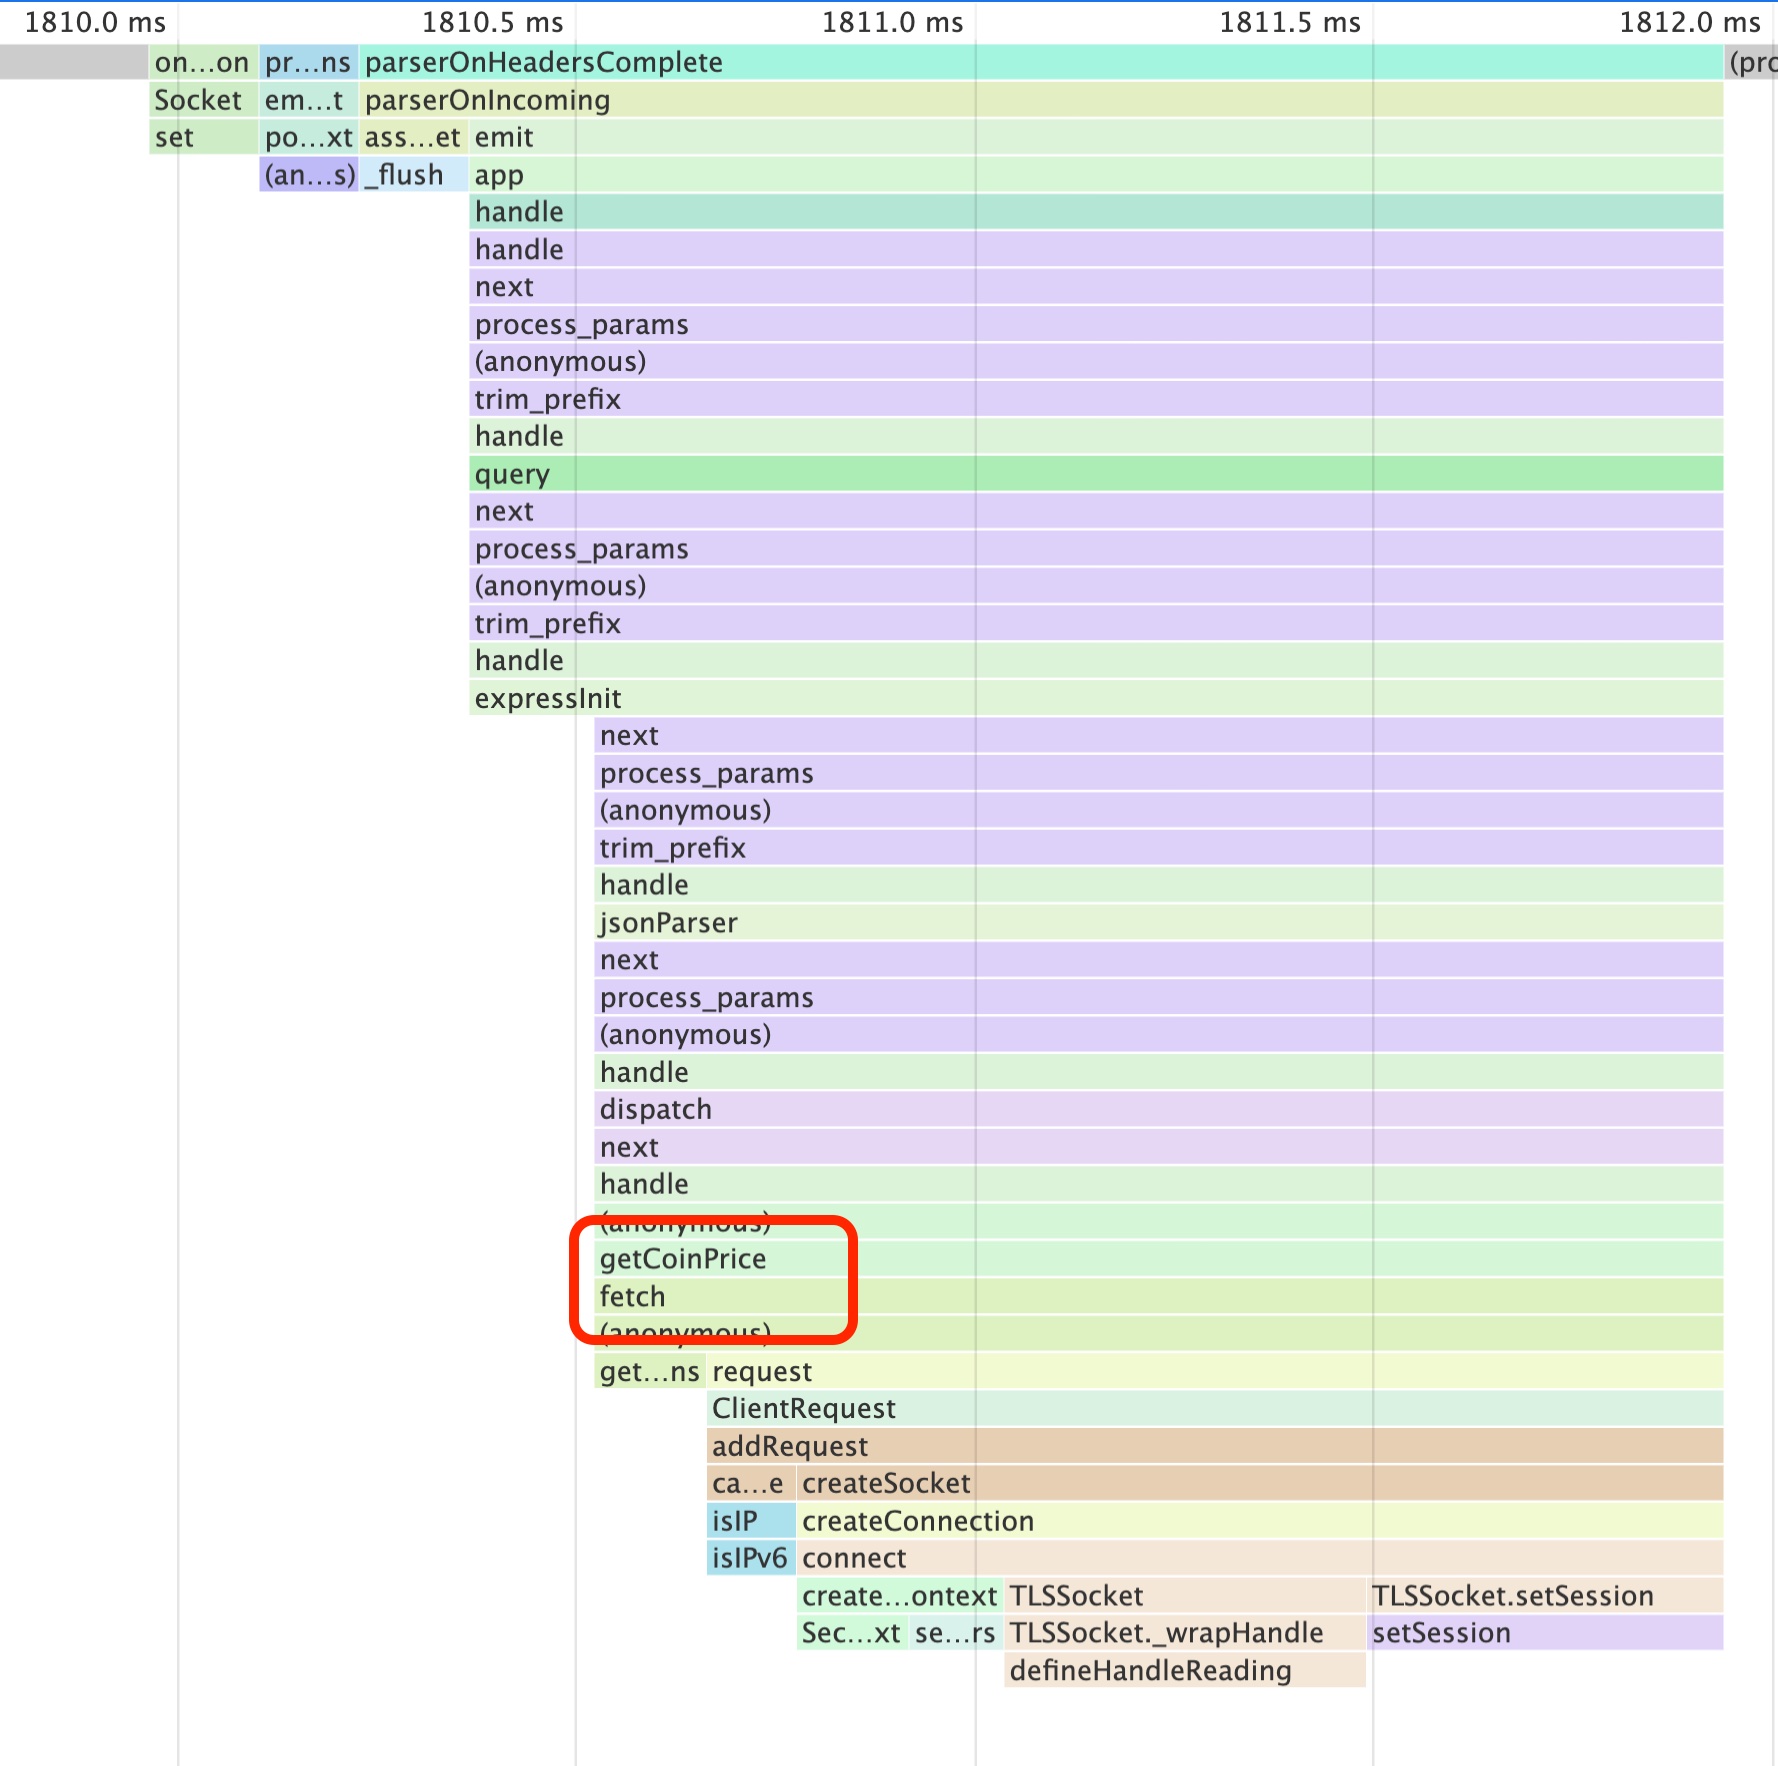 1810.0 ms 1810.5 ms 1811.0 ms 1811.5 ms 1812.0 ms
on...on pr...ns parserOnHeadersComplete (pro
Socket em...t parserOnIncoming
set po...xt ass...et emit
(an...s) _flush app
handle
handle
next
process_params
(anonymous)
trim_prefix
handle
query
next
process_params
(anonymous)
trim_prefix
handle
expressInit
next
process_params
(anonymous)
trim_prefix
handle
jsonParser
next
process_params
(anonymous)
handle
dispatch
next
handle
(anonymous)
getCoinPrice
fetch
(anonymous)
get...ns request
ClientRequest
addRequest
ca...e createSocket
isIP createConnection
isIPv6 connect
create...ontext TLSSocket TLSSocket.setSession
Sec...xt se...rs TLSSocket._wrapHandle setSession
defineHandleReading